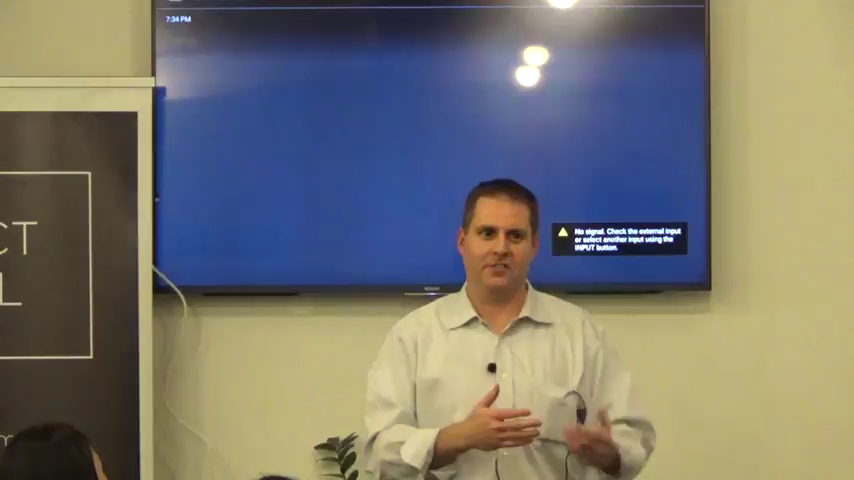 7:34 PM
CT
L
No signal. Check the external input
or select another input using the
INPUT button.
m